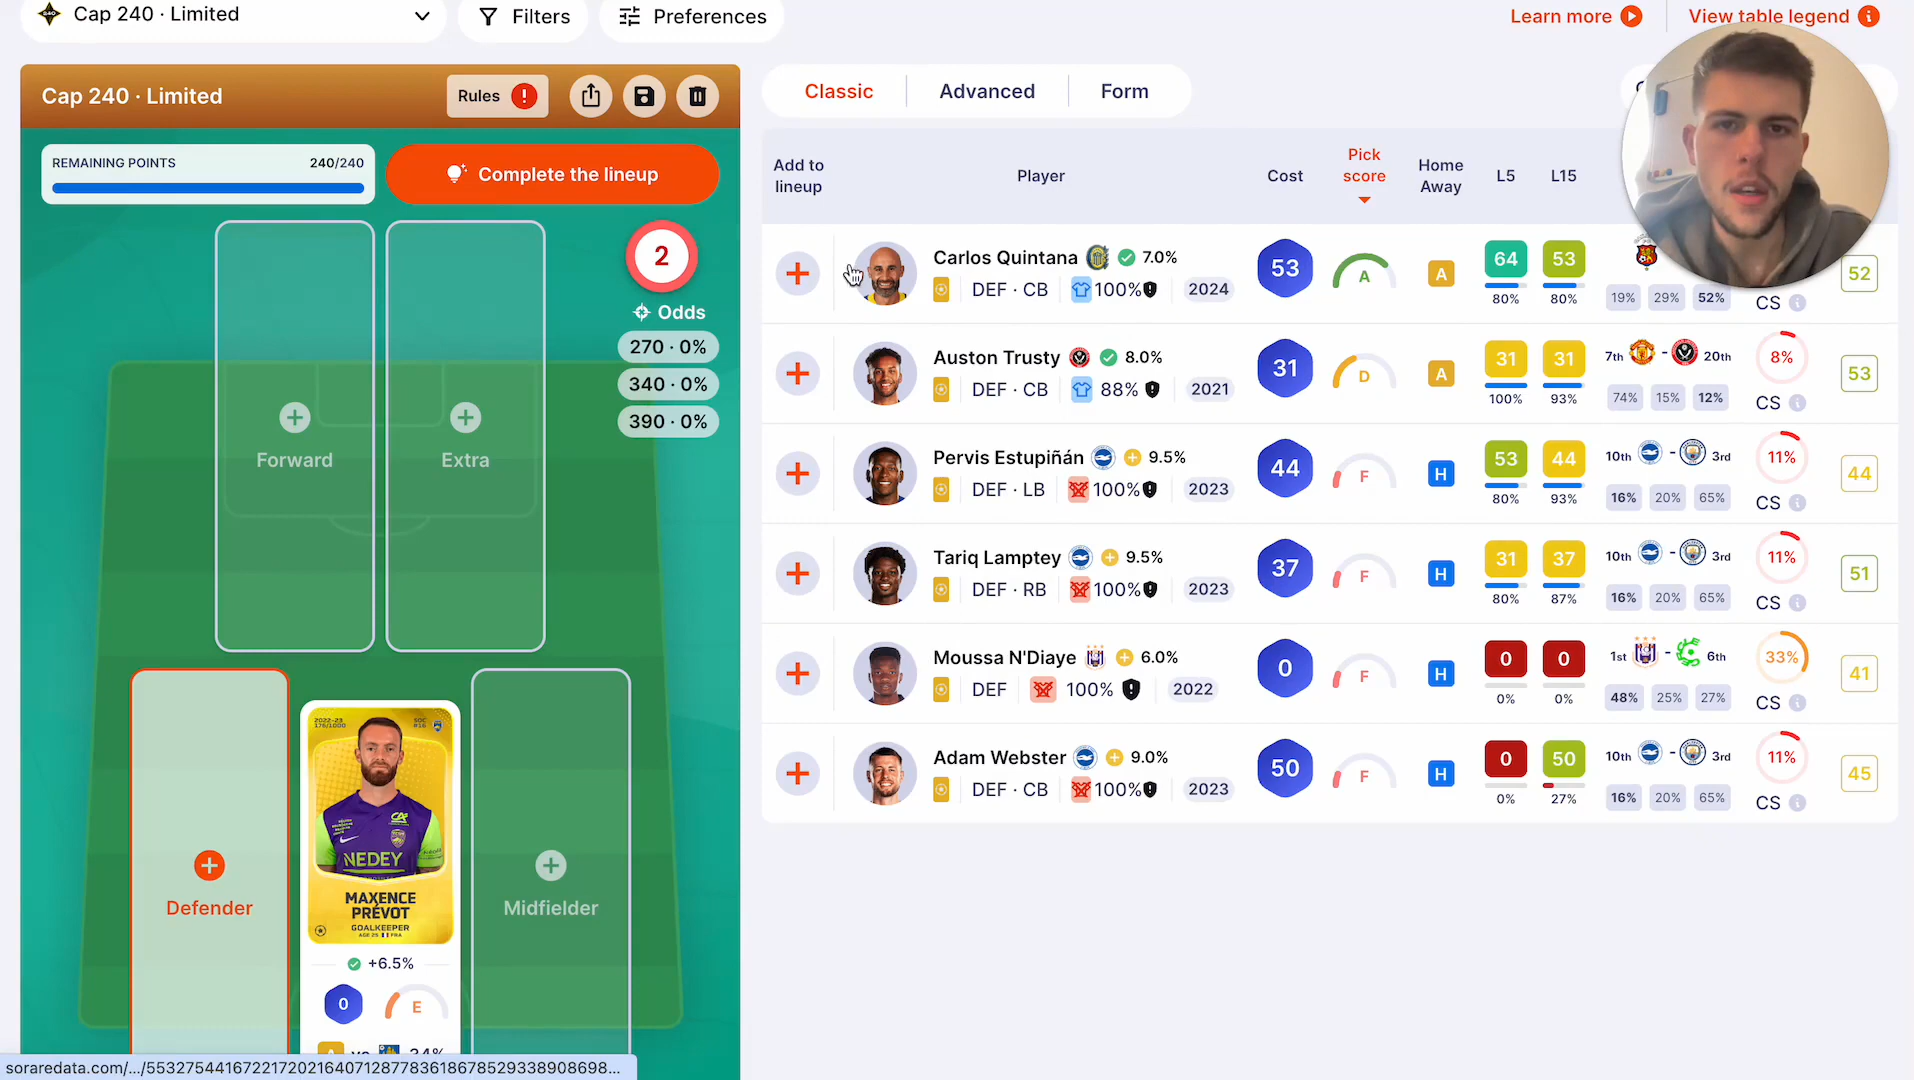 Cap 240 · Limited
Filters
Preferences
Learn more
View table legend
Cap 240 · Limited
Rules
REMAINING POINTS 240/240
Complete the lineup
2
Odds
270 · 0%
340 · 0%
390 · 0%
Forward
Extra
Defender
Midfielder
2022-23
176/1000
NEDEY
MAXENCE
PRÉVOT
GOALKEEPER
AGE 25 FRA
+6.5%
0 E
soraredata.com/.../55327544167221720216407128778361867852933890869​8...
Classic
Advanced
Form
Add to lineup
Player
Cost
Pick score
Home Away
L5
L15
Carlos Quintana 7.0%
DEF · CB 100% 2024
53 A A 64 80% 53 80%
19% 29% 52% CS 52
Auston Trusty 8.0%
DEF · CB 88% 2021
31 D A 31 100% 31 93%
7th - 20th
74% 15% 12% 8% CS 53
Pervis Estupiñán 9.5%
DEF · LB 100% 2023
44 F H 53 80% 44 93%
10th - 3rd
16% 20% 65% 11% CS 44
Tariq Lamptey 9.5%
DEF · RB 100% 2023
37 F H 31 80% 37 87%
10th - 3rd
16% 20% 65% 11% CS 51
Moussa N'Diaye 6.0%
DEF 100% 2022
0 F H 0 0% 0 0%
1st - 6th
48% 25% 27% 33% CS 41
Adam Webster 9.0%
DEF · CB 100% 2023
50 F H 0 0% 50 27%
10th - 3rd
16% 20% 65% 11% CS 45